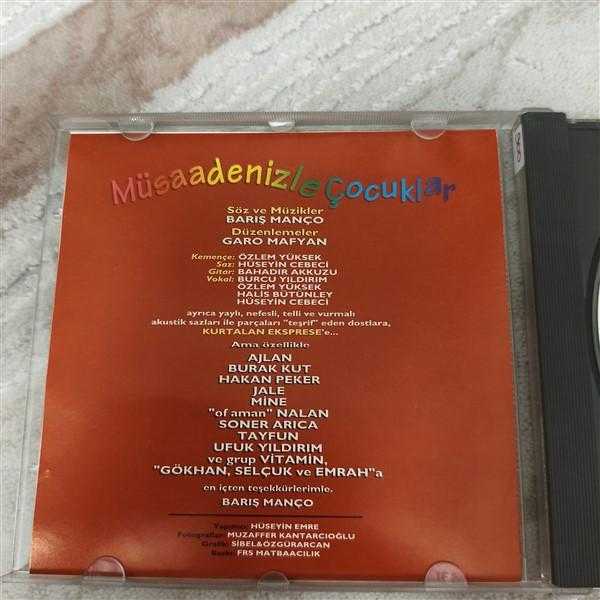 Müsaadenizle Çocuklar
Söz ve Müzikler
BARIŞ MANÇO
Düzenlemeler
GARO MAFYAN
Kemençe: ÖZLEM YÜKSEK
Saz: HÜSEYİN CEBECİ
Gitar: BAHADIR AKKUZU
Vokal: BURCU YILDIRIM
ÖZLEM YÜKSEK
HALİS BÜTÜNLEY
HÜSEYİN CEBECİ
ayrıca yaylı, nefesli, telli ve vurmalı
akustik sazları ile parçaları "teşrif" eden dostlara,
KURTALAN EKSPRESE'e...
Ama özellikle
AJLAN
BURAK KUT
HAKAN PEKER
JALE
MİNE
"of aman" NALAN
SONER ARICA
TAYFUN
UFUK YILDIRIM
ve grup VİTAMİN,
"GÖKHAN, SELÇUK ve EMRAH"a
en içten teşekkürlerimle.
BARIŞ MANÇO
Yapımcı: HÜSEYİN EMRE
Fotoğraflar: MUZAFFER KANTARCIOĞLU
Grafik: SİBEL&ÖZGÜRARCAN
Baskı: FRS MATBAACILIK